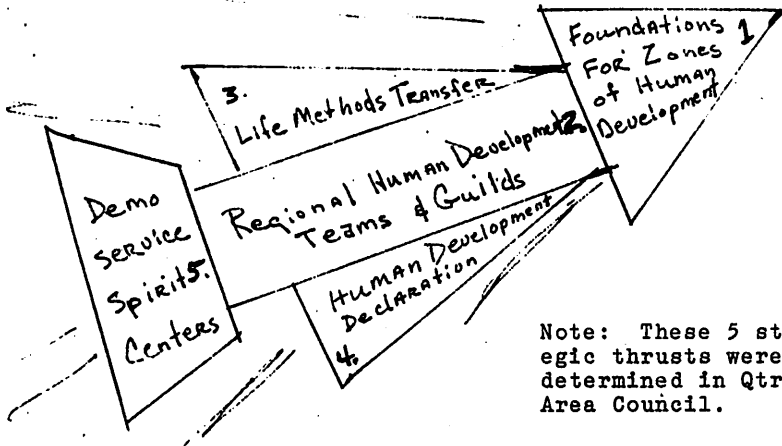 Foundations
For Zones 1
of Human
Development
3.
Life Methods Transfer
Regional Human Development 2.
Teams & Guilds
Human Development
Declaration
4.
Demo
Service
Spirit 5.
Centers
Note: These 5 st
egic thrusts were
determined in Qtr
Area Council.